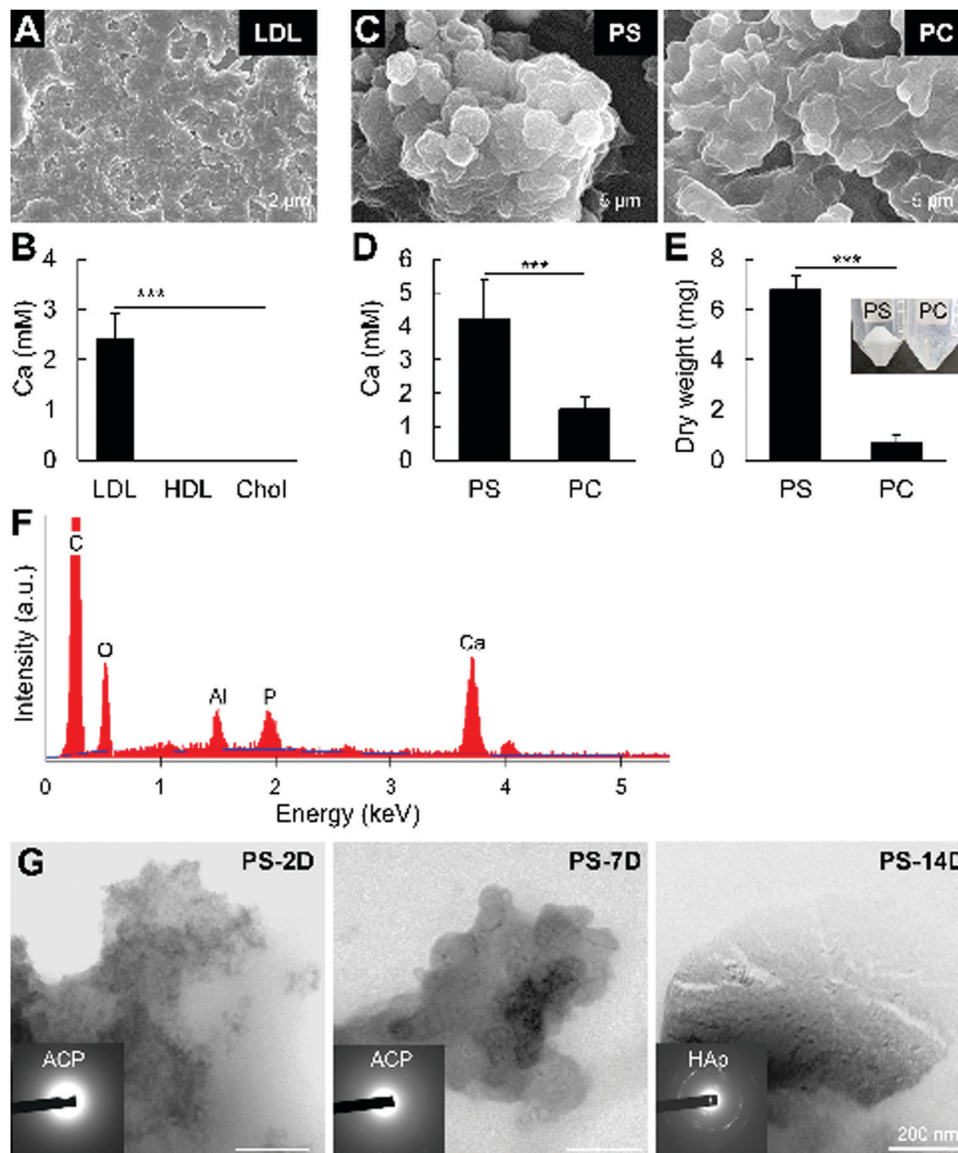 A LDL
2 µm
C PS
5 µm
PC
5 µm
B
Ca (mM)
4
3
2
1
0
***
LDL HDL Chol
D
Ca (mM)
6
5
4
3
2
1
0
***
PS PC
E
Dry weight (mg)
8
6
4
2
0
***
PS PC
PS PC
F
Intensity (a.u.)
C
O
Al
P
Ca
0 1 2 3 4 5
Energy (keV)
G PS-2D
ACP
PS-7D
ACP
PS-14D
HAp
200 nm